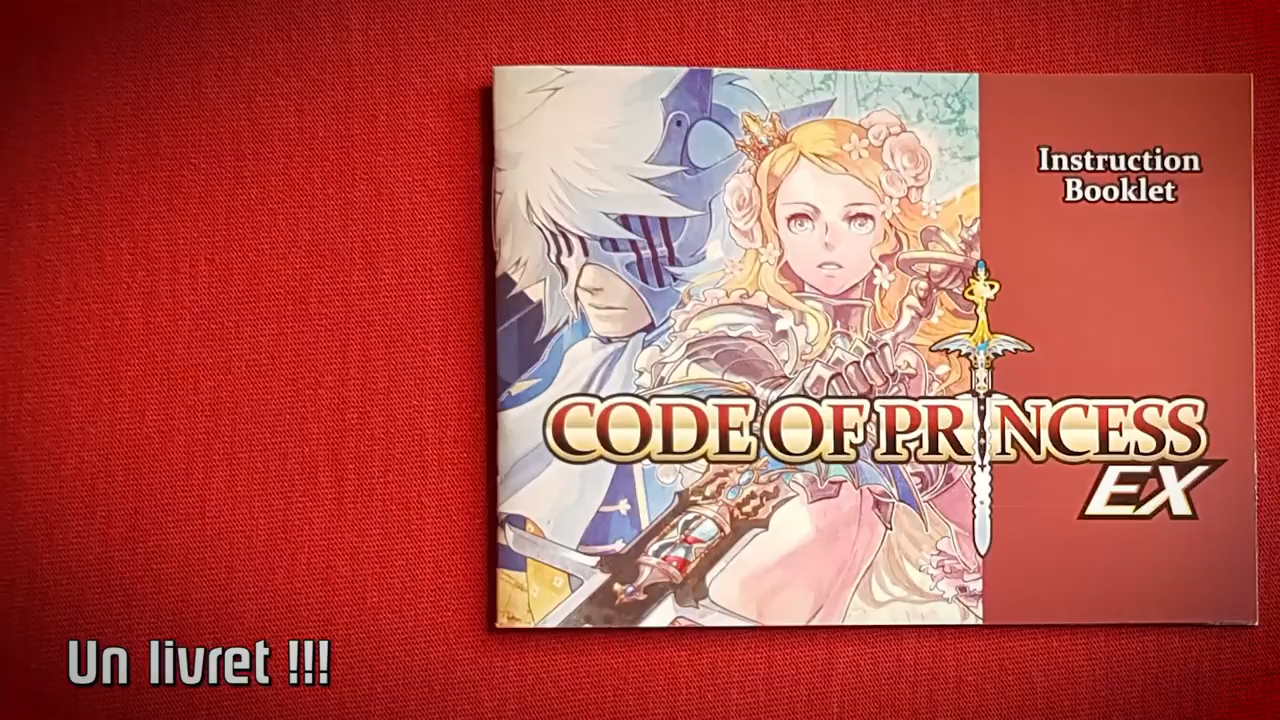 Instruction
Booklet
CODE OF PRINCESS
EX
Un livret !!!